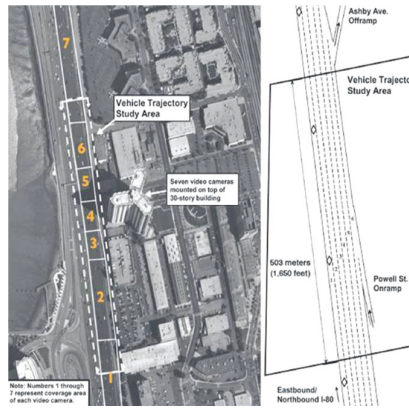 7
Vehicle Trajectory
Study Area
6
Seven video cameras
mounted on top of
30-story building
5
4
3
2
1
Note: Numbers 1 through
7 represent coverage area
of each video camera.
Ashby Ave.
Offramp
Vehicle Trajecto
Study Area
503 meters
(1,650 feet)
Powell St.
Onramp
Eastbound/
Northbound I-80